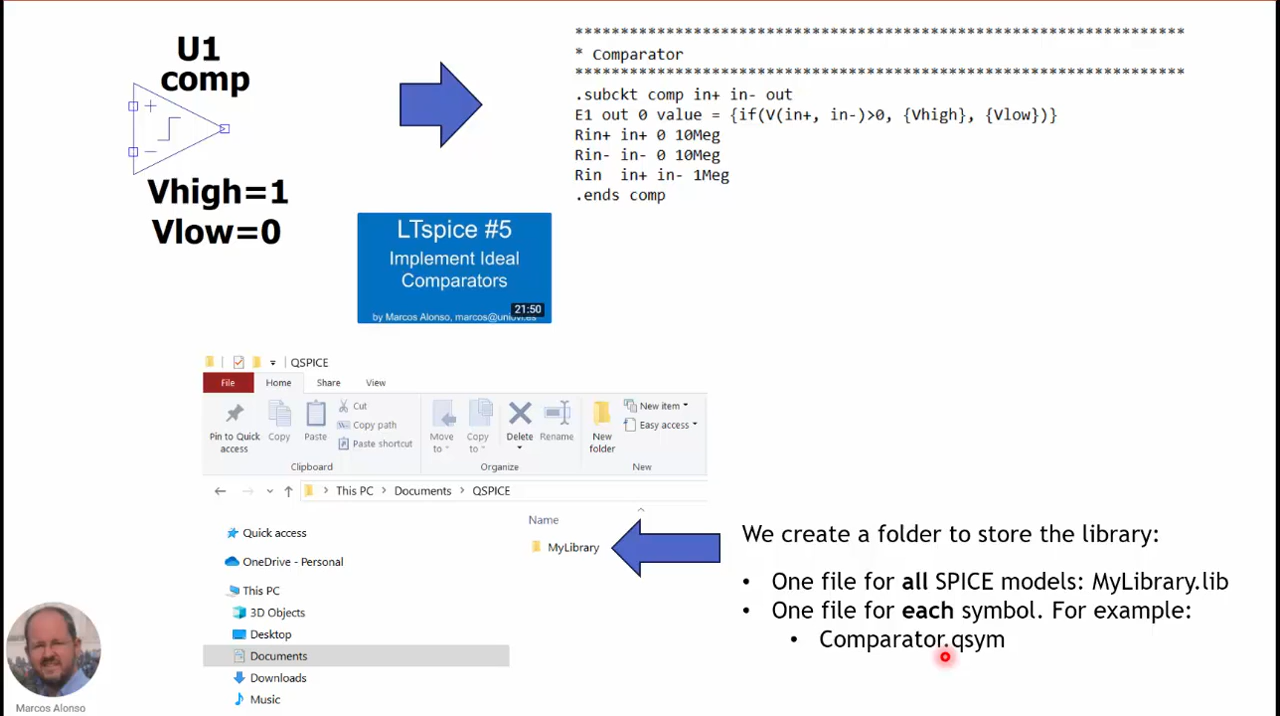 U1
comp
Vhigh=1
Vlow=0
********************************************************************
* Comparator
********************************************************************
.subckt comp in+ in- out
E1 out 0 value = {if(V(in+, in-)>0, {Vhigh}, {Vlow})}
Rin+ in+ 0 10Meg
Rin- in- 0 10Meg
Rin  in+ in- 1Meg
.ends comp
LTspice #5
Implement Ideal
Comparators
21:50
by Marcos Alonso, marcos@uniovi.es
QSPICE
File Home Share View
Pin to Quick access
Copy
Paste
Cut
Copy path
Paste shortcut
Clipboard
Move to
Copy to
Delete
Rename
Organize
New folder
New item
Easy access
New
This PC > Documents > QSPICE
Name
MyLibrary
Quick access
OneDrive - Personal
This PC
3D Objects
Desktop
Documents
Downloads
Music
We create a folder to store the library:
• One file for all SPICE models: MyLibrary.lib
• One file for each symbol. For example:
• Comparator.qsym
Marcos Alonso